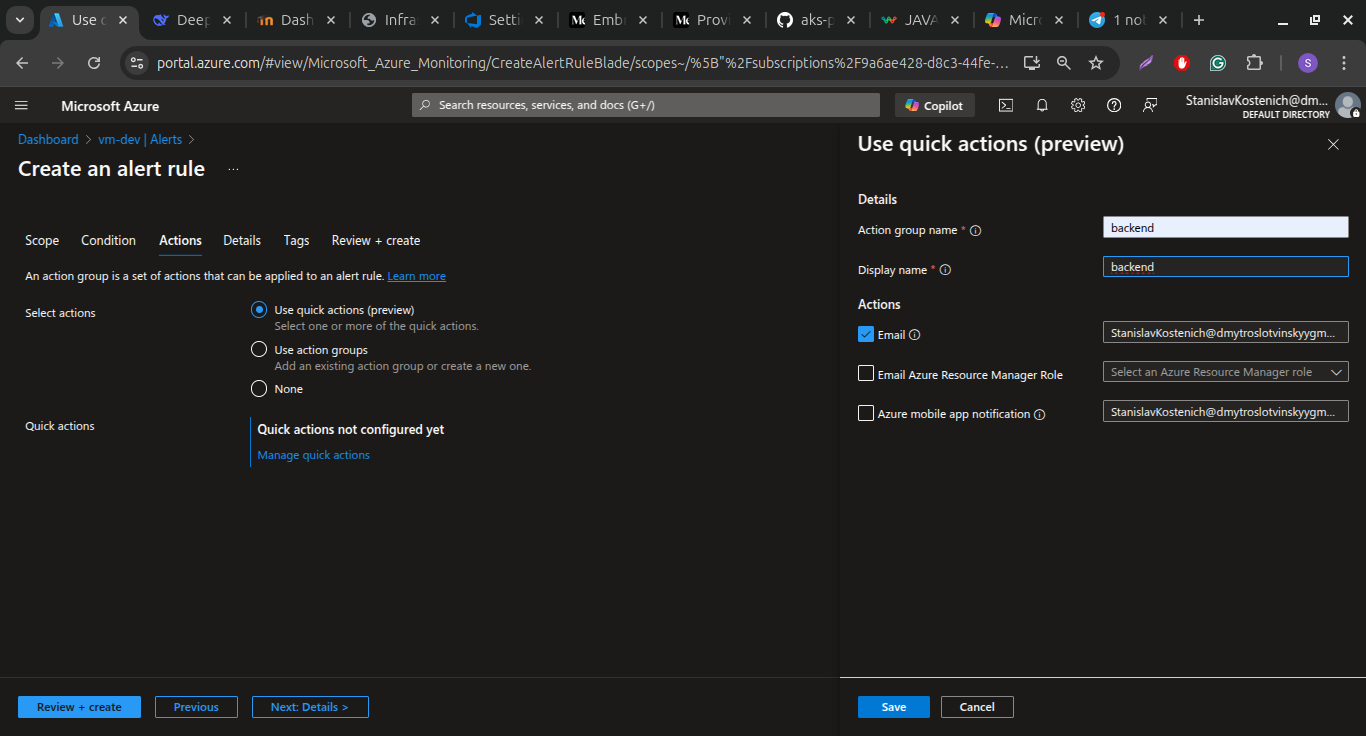 Use c
Deep
Dash
Infra
Setti
Embr
Provi
aks-p
JAVA
Micro
1 not
portal.azure.com/#view/Microsoft_Azure_Monitoring/CreateAlertRuleBlade/scopes~/%5B"%2Fsubscriptions%2F9a6ae428-d8c3-44fe-...
S
Microsoft Azure
Search resources, services, and docs (G+/)
Copilot
StanislavKostenich@dm...
DEFAULT DIRECTORY
Dashboard > vm-dev | Alerts >
Create an alert rule ...
Scope Condition Actions Details Tags Review + create
An action group is a set of actions that can be applied to an alert rule. Learn more
Select actions
Use quick actions (preview)
Select one or more of the quick actions.
Use action groups
Add an existing action group or create a new one.
None
Quick actions
Quick actions not configured yet
Manage quick actions
Review + create
Previous
Next: Details >
Use quick actions (preview)
Details
Action group name *
backend
Display name *
backend
Actions
Email
StanislavKostenich@dmytroslotvinskyygm...
Email Azure Resource Manager Role
Select an Azure Resource Manager role
Azure mobile app notification
StanislavKostenich@dmytroslotvinskyygm...
Save
Cancel